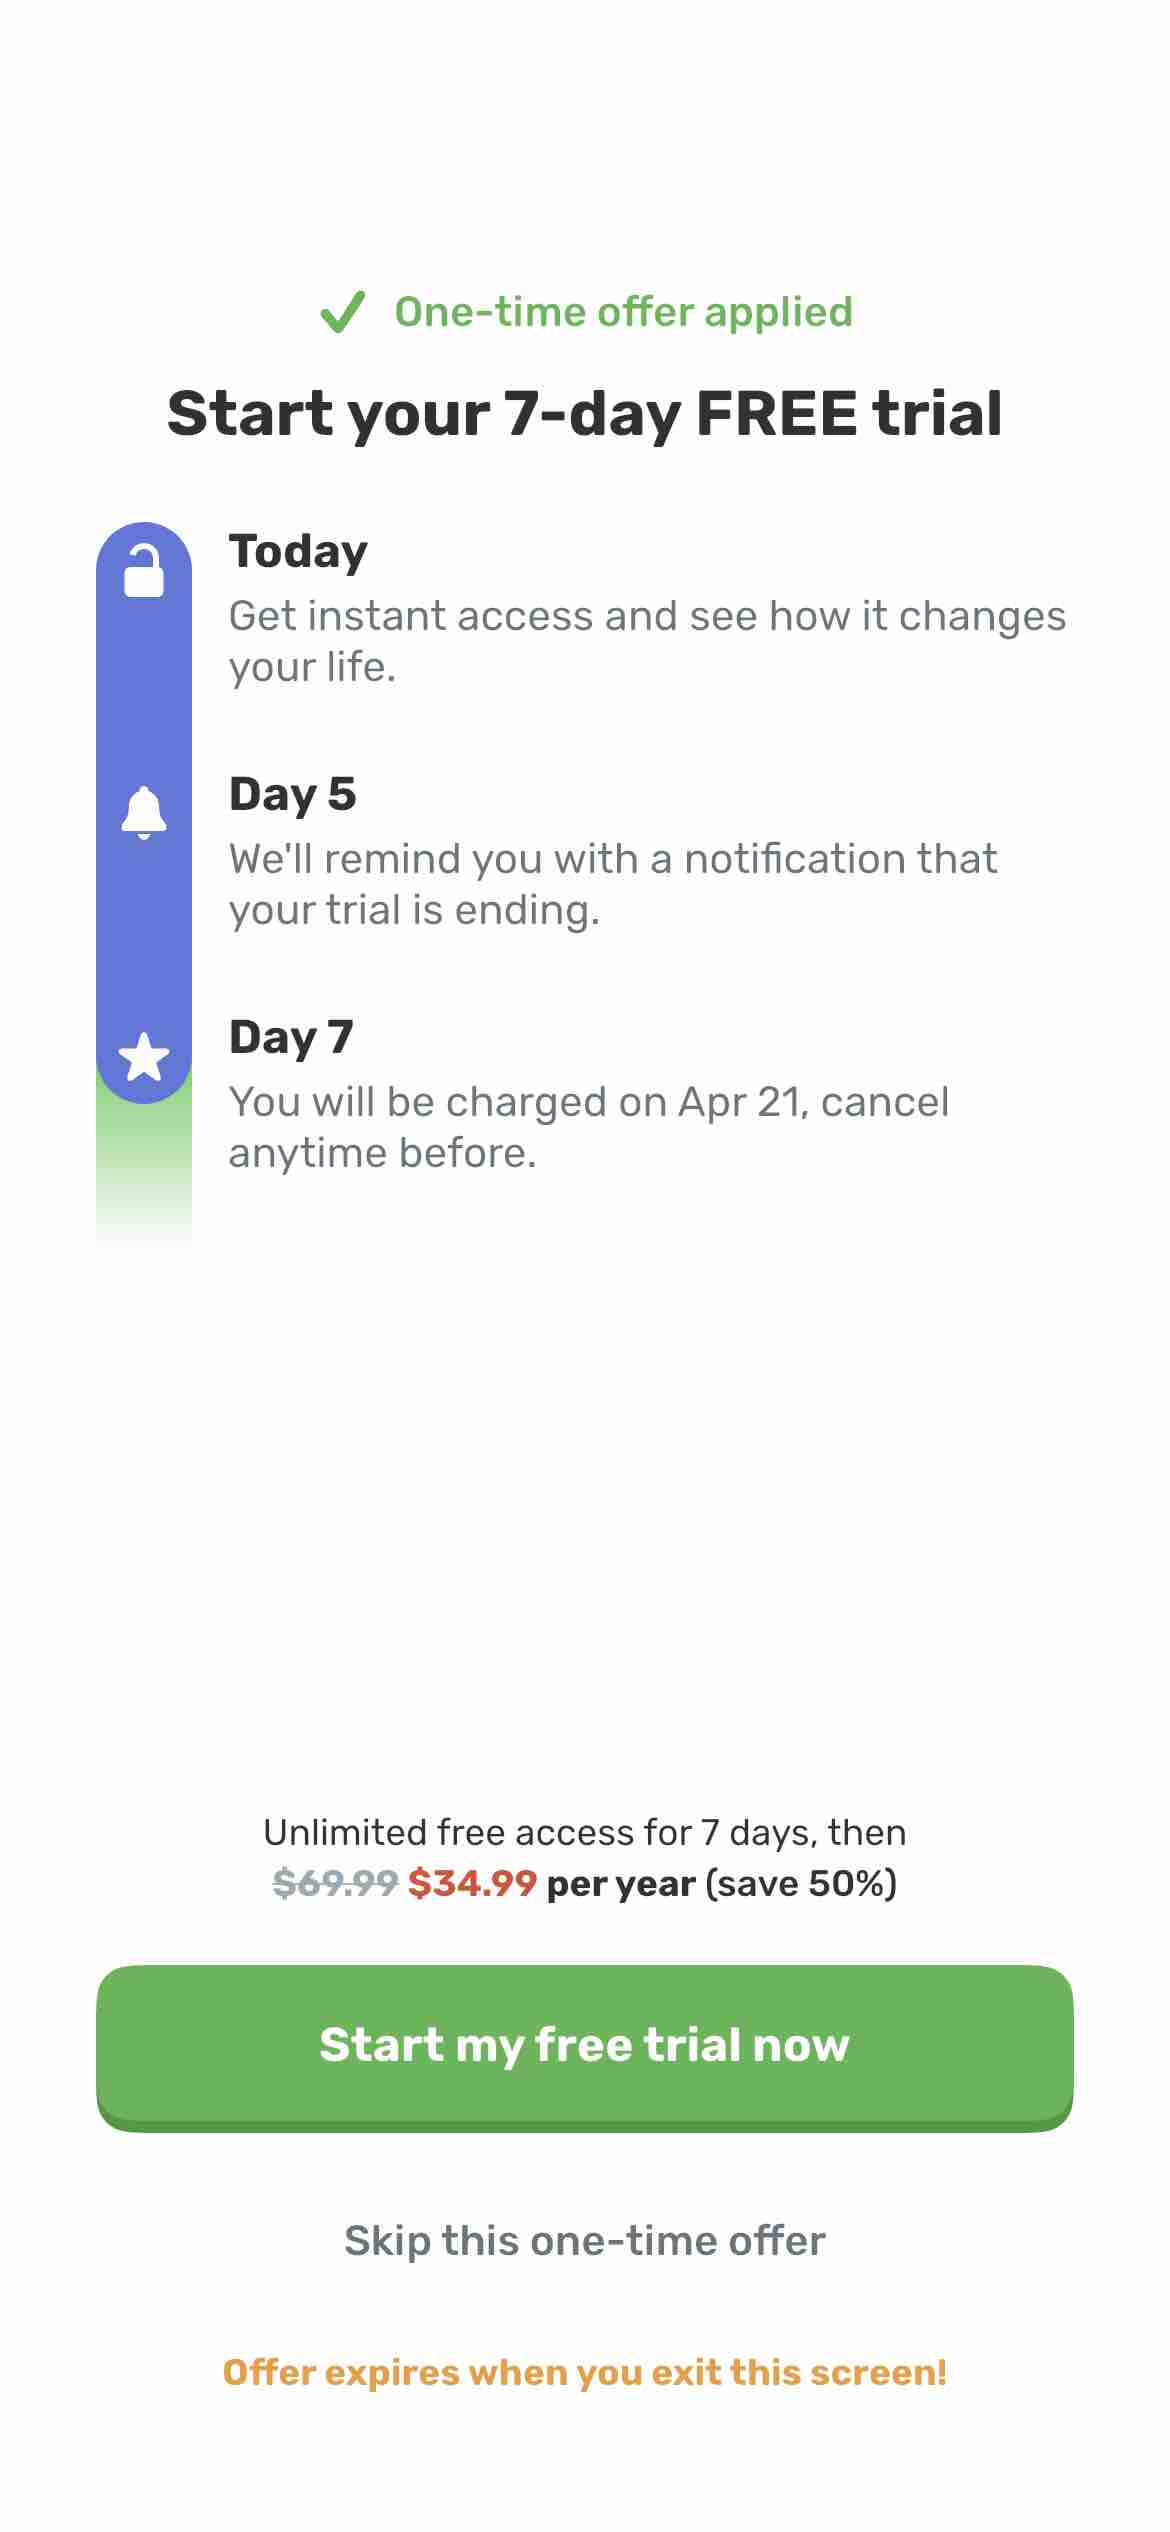 One-time offer applied
Start your 7-day FREE trial
Today
Get instant access and see how it changes
your life.
Day 5
We'll remind you with a notification that
your trial is ending.
Day 7
You will be charged on Apr 21, cancel
anytime before.
Unlimited free access for 7 days, then
$69.99 $34.99 per year (save 50%)
Start my free trial now
Skip this one-time offer
Offer expires when you exit this screen!